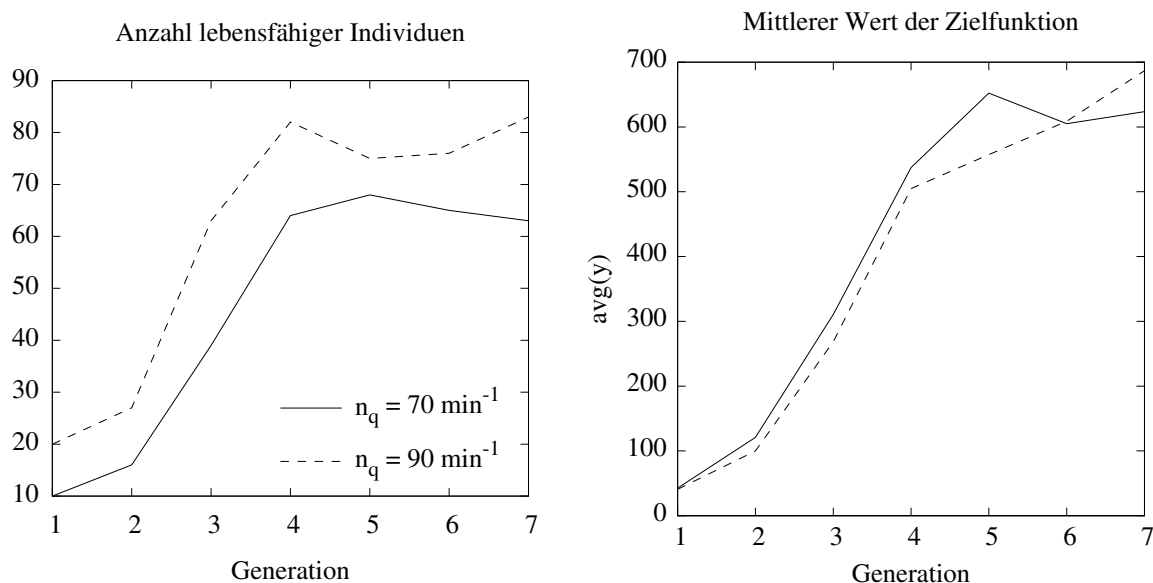 Anzahl lebensfähiger Individuen
90
80
70
60
50
40
30
20
10
n_q = 70 min⁻¹
n_q = 90 min⁻¹
1 2 3 4 5 6 7
Generation
Mittlerer Wert der Zielfunktion
700
600
500
400
300
200
100
0
avg(y)
1 2 3 4 5 6 7
Generation